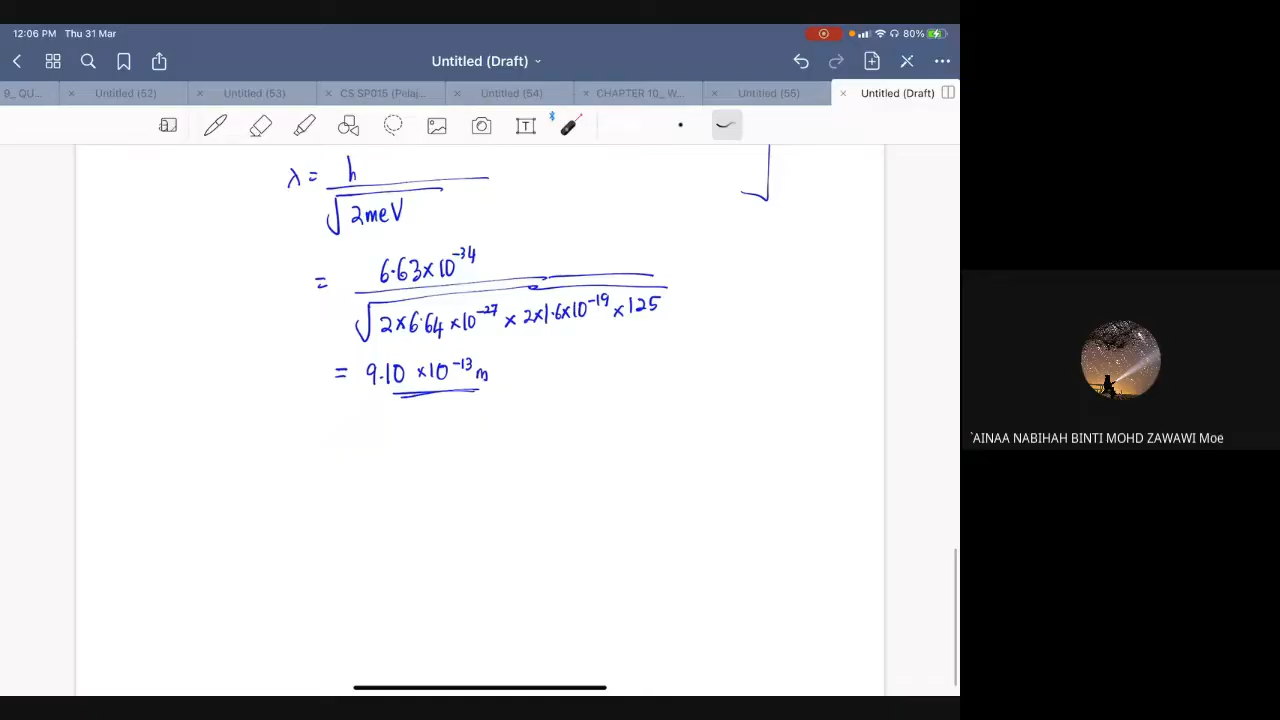 12:06 PM Thu 31 Mar
80%
Untitled (Draft)
9_ QU...
Untitled (52)
Untitled (53)
CS SP015 (Pelaj...
Untitled (54)
CHAPTER 10_ W...
Untitled (55)
Untitled (Draft)
λ = h / √2meV
= 6.63×10⁻³⁴ / √2×6.64×10⁻²⁷ × 2×1.6×10⁻¹⁹ ×125
= 9.10 ×10⁻¹³ m
`AINAA NABIHAH BINTI MOHD ZAWAWI Moe